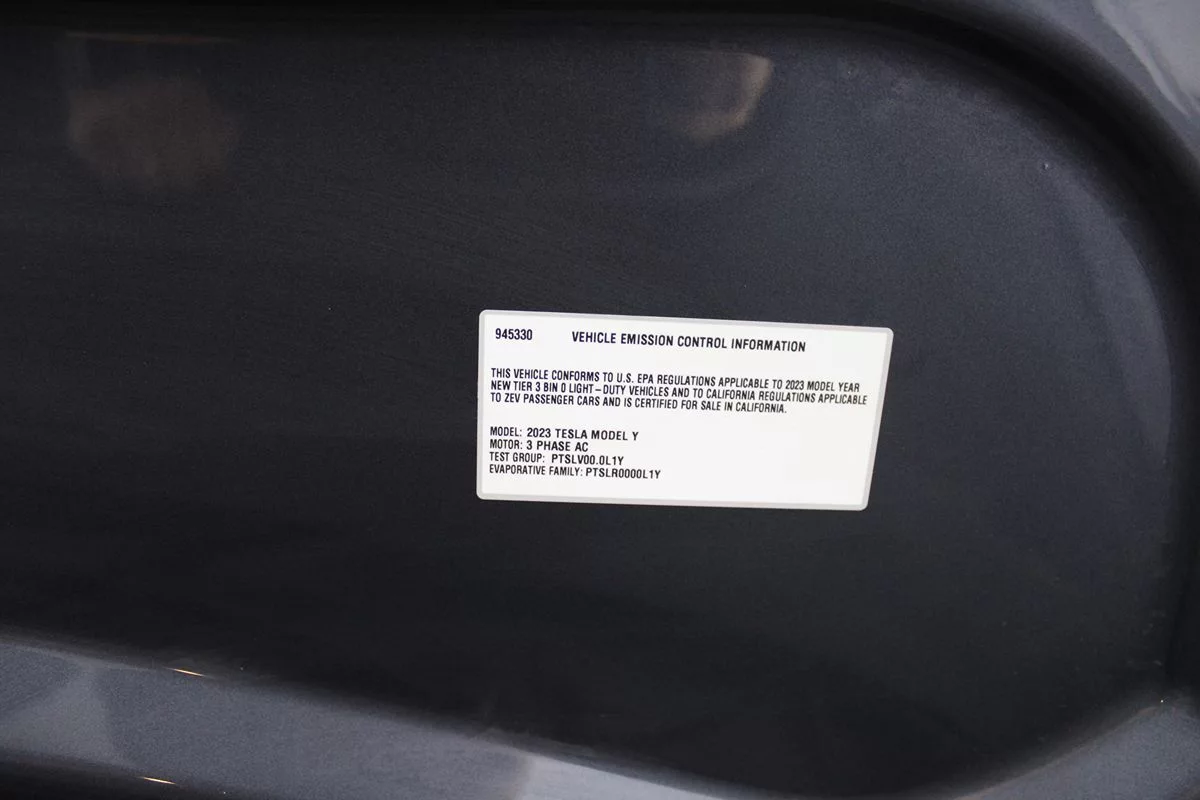 945330 VEHICLE EMISSION CONTROL INFORMATION
THIS VEHICLE CONFORMS TO U.S. EPA REGULATIONS APPLICABLE TO 2023 MODEL YEAR
NEW TIER 3 BIN 0 LIGHT-DUTY VEHICLES AND TO CALIFORNIA REGULATIONS APPLICABLE
TO ZEV PASSENGER CARS AND IS CERTIFIED FOR SALE IN CALIFORNIA.
MODEL: 2023 TESLA MODEL Y
MOTOR: 3 PHASE AC
TEST GROUP: PTSLV00.0L1Y
EVAPORATIVE FAMILY: PTSLR0000L1Y